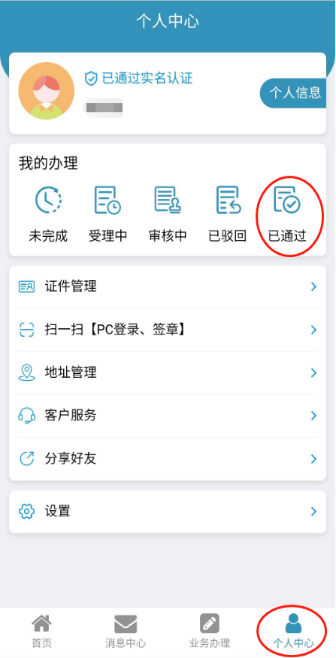 个人中心
已通过实名认证
个人信息
我的办理
未完成 受理中 审核中 已驳回 已通过
证件管理
扫一扫【PC登录、签章】
地址管理
客户服务
分享好友
设置
首页 消息中心 业务办理 个人中心